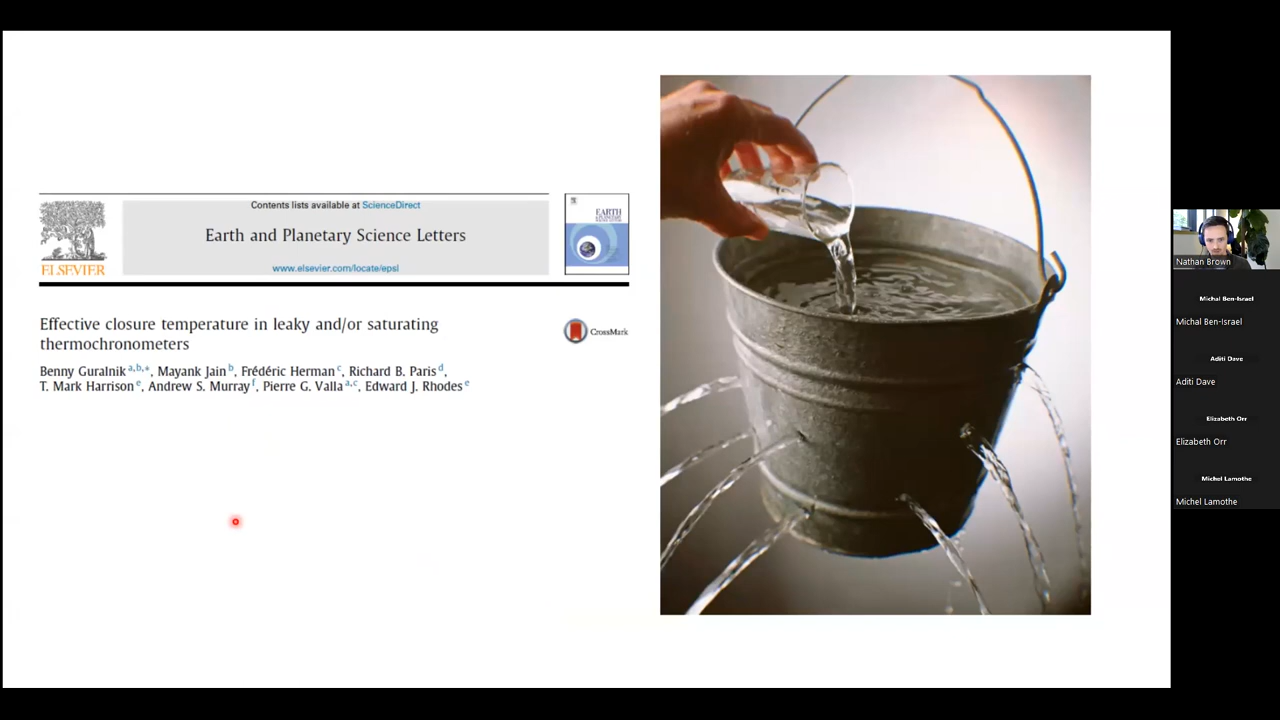 Contents lists available at ScienceDirect
Earth and Planetary Science Letters
www.elsevier.com/locate/epsl
ELSEVIER
EARTH
Effective closure temperature in leaky and/or saturating
thermochronometers
CrossMark
Benny Guralnik a,b,*, Mayank Jain b, Frédéric Herman c, Richard B. Paris d,
T. Mark Harrison e, Andrew S. Murray f, Pierre G. Valla a,c, Edward J. Rhodes e
Nathan Brown
Michal Ben-Israel
Michal Ben-Israel
Aditi Dave
Aditi Dave
Elizabeth Orr
Elizabeth Orr
Michel Lamothe
Michel Lamothe